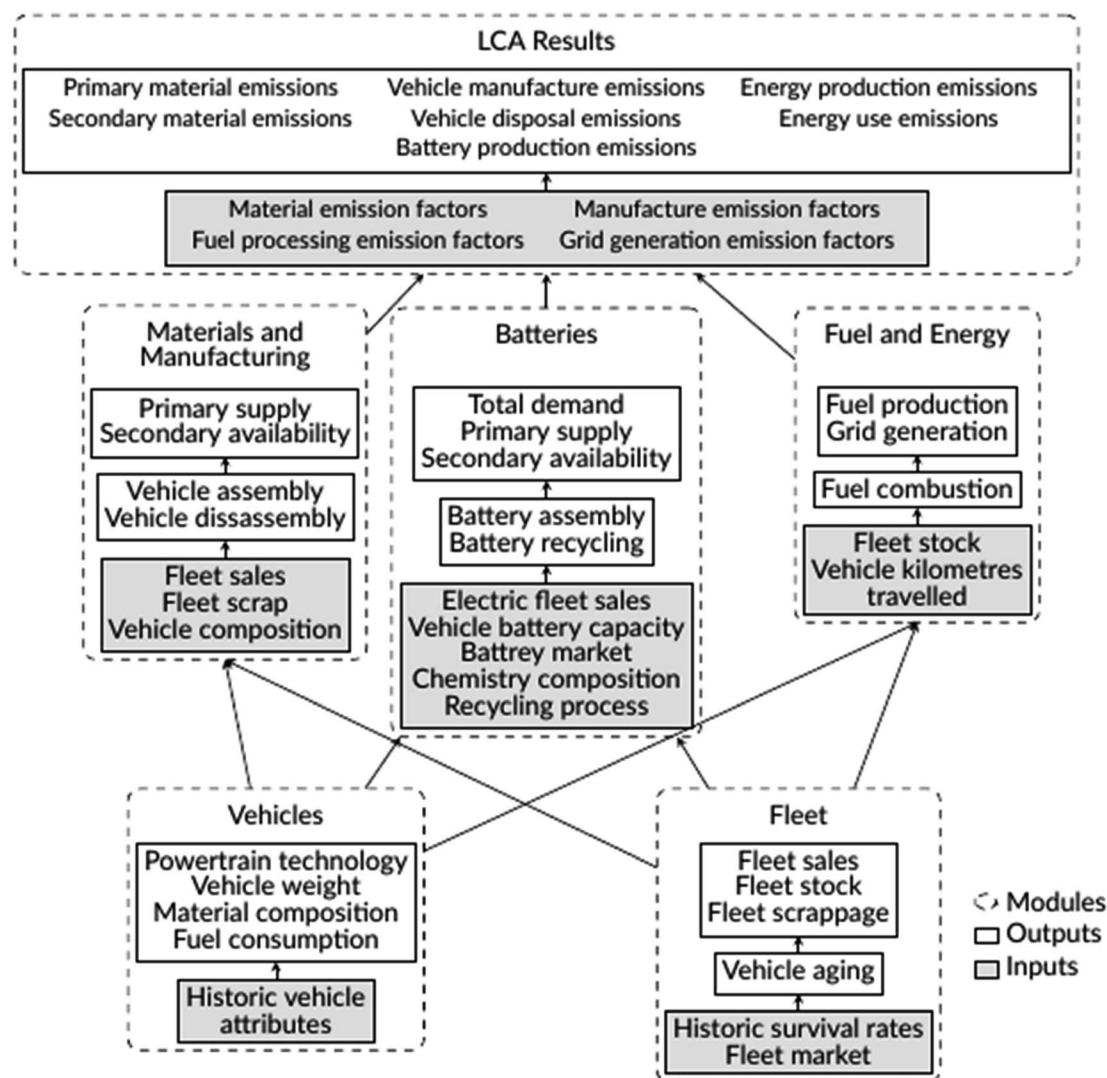 LCA Results
Primary material emissions Vehicle manufacture emissions Energy production emissions
Secondary material emissions Vehicle disposal emissions Energy use emissions
Battery production emissions
Material emission factors Manufacture emission factors
Fuel processing emission factors Grid generation emission factors
Materials and
Manufacturing
Primary supply
Secondary availability
Vehicle assembly
Vehicle dissassembly
Fleet sales
Fleet scrap
Vehicle composition
Batteries
Total demand
Primary supply
Secondary availability
Battery assembly
Battery recycling
Electric fleet sales
Vehicle battery capacity
Battrey market
Chemistry composition
Recycling process
Fuel and Energy
Fuel production
Grid generation
Fuel combustion
Fleet stock
Vehicle kilometres
travelled
Vehicles
Powertrain technology
Vehicle weight
Material composition
Fuel consumption
Historic vehicle
attributes
Fleet
Fleet sales
Fleet stock
Fleet scrappage
Vehicle aging
Historic survival rates
Fleet market
Modules
Outputs
Inputs